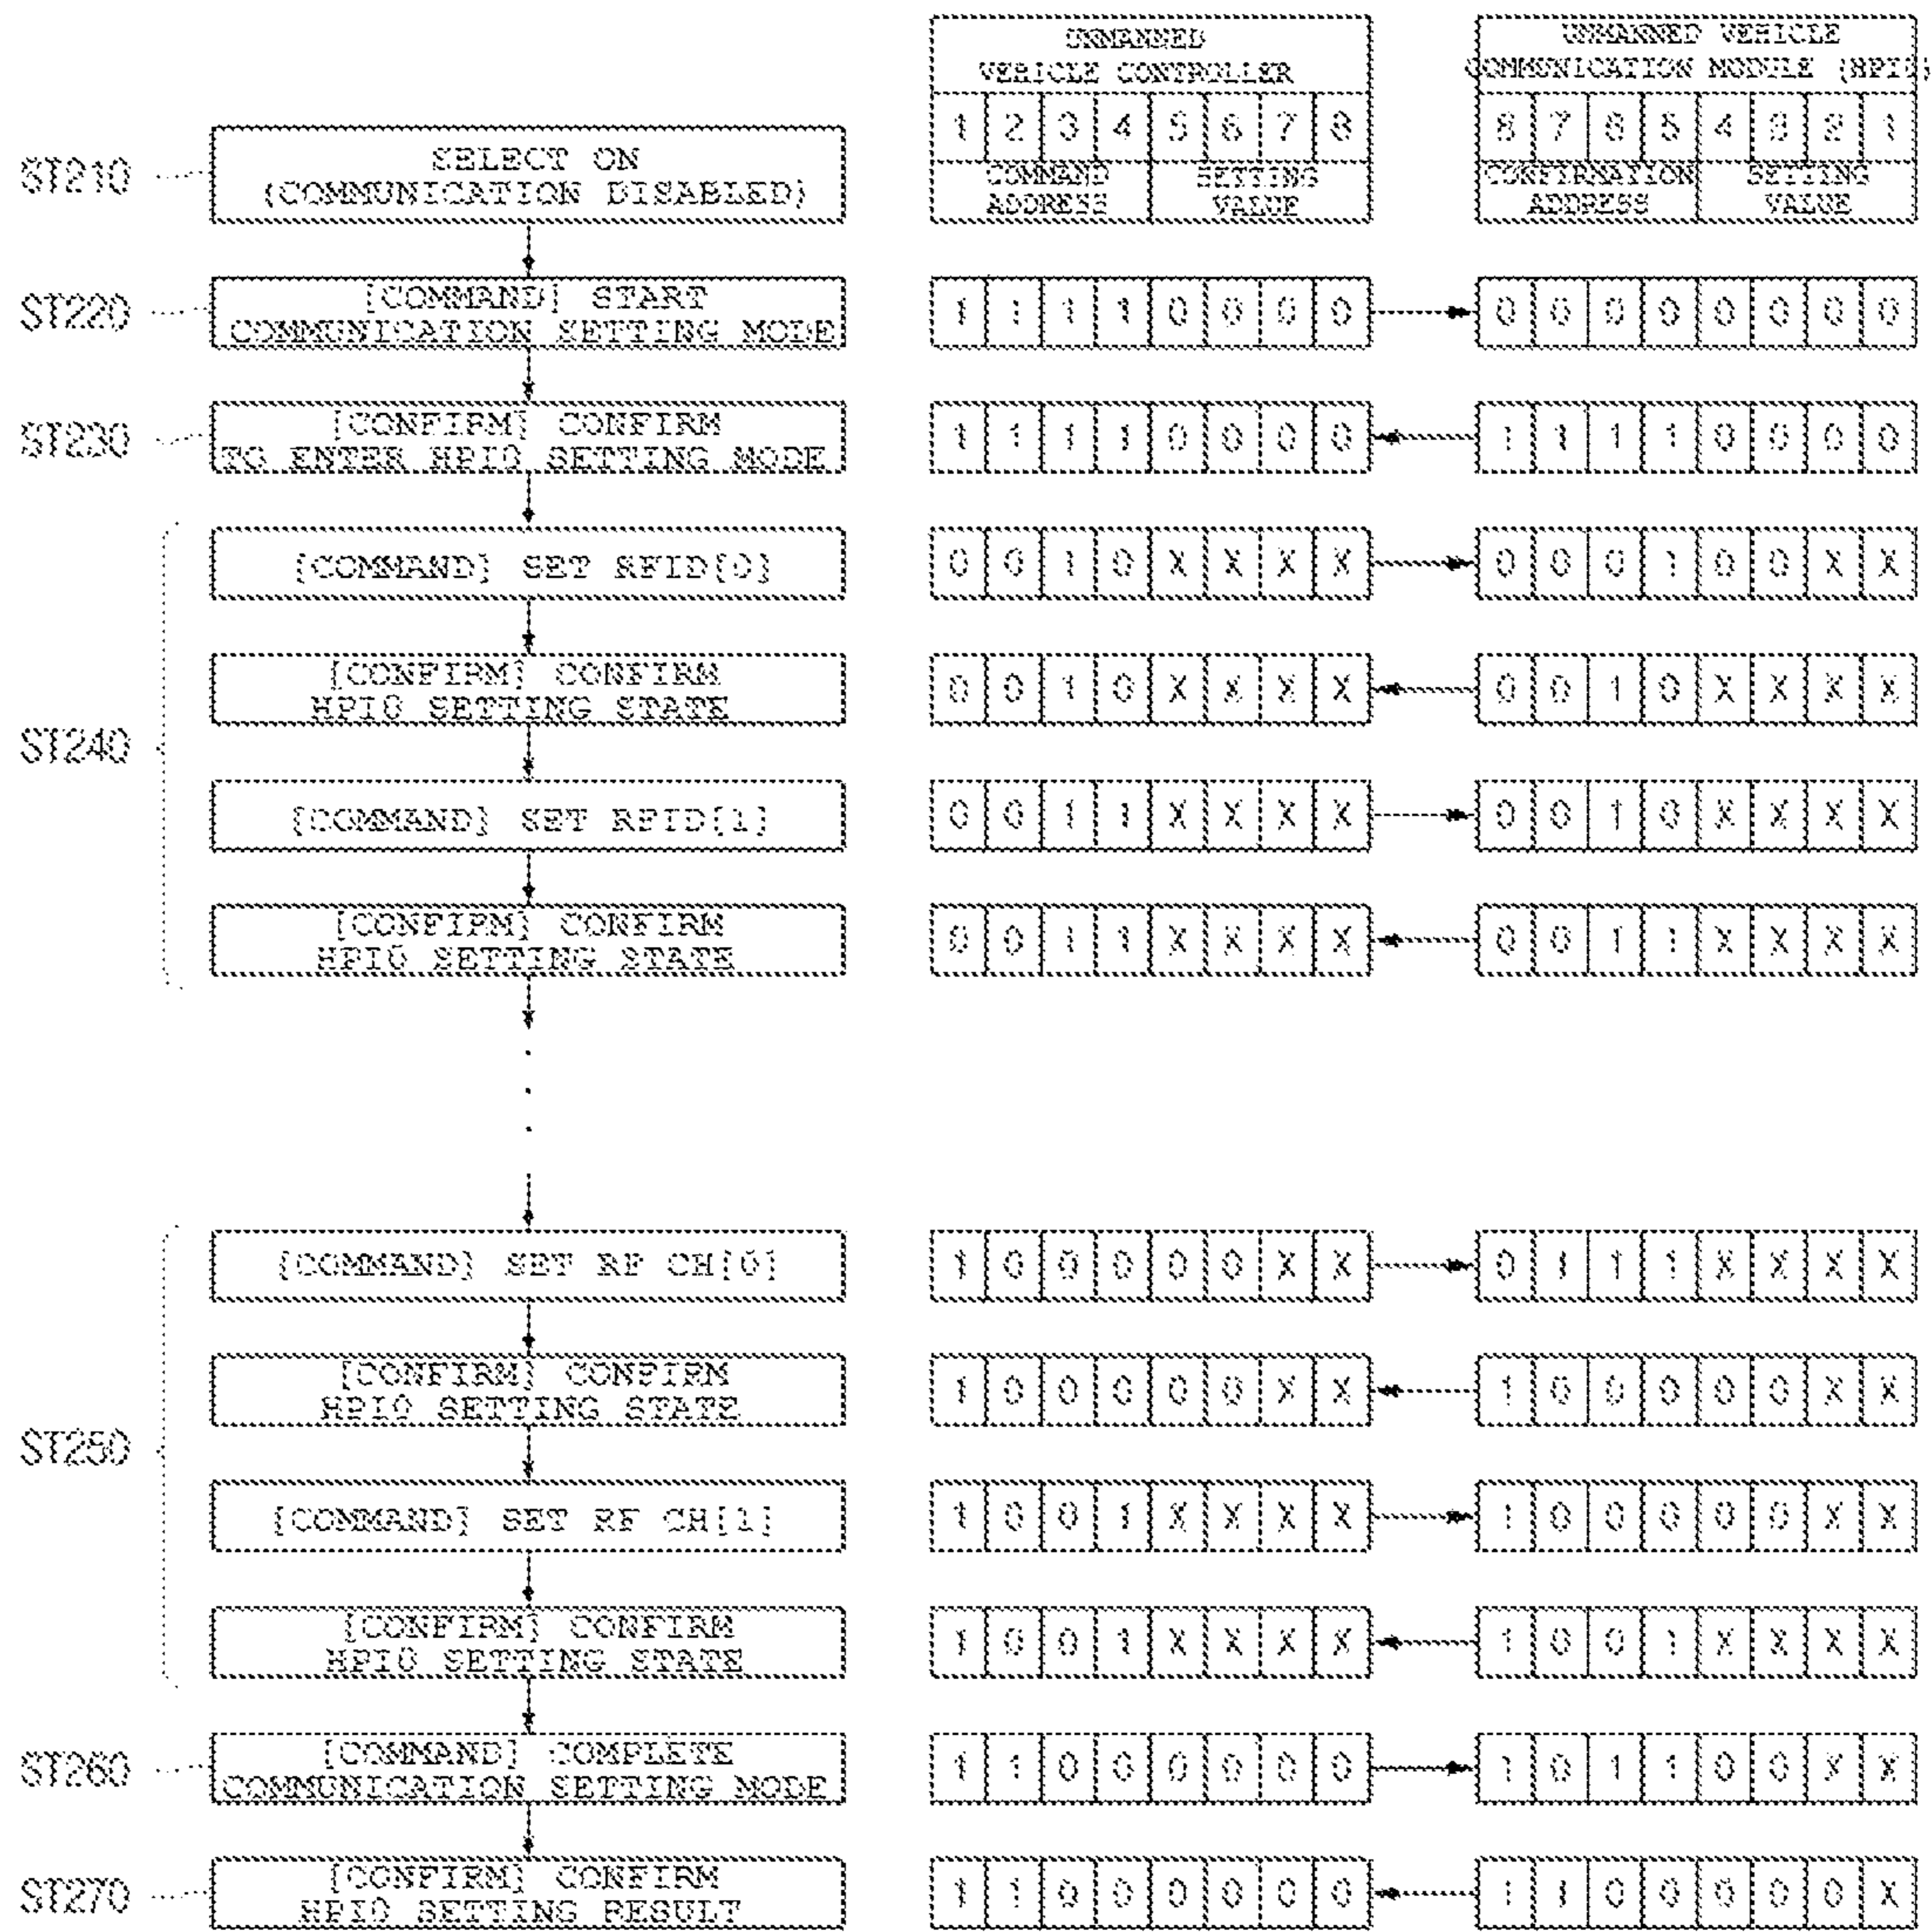 UNMANNED
VEHICLE CONTROLLER
1 2 3 4 5 6 7 8
COMMAND
ADDRESS
SETTING
VALUE
UNMANNED VEHICLE
COMMUNICATION MODULE (HPI0)
8 7 6 5 4 3 2 1
CONFIRMATION
ADDRESS
SETTING
VALUE
ST210
SELECT ON
(COMMUNICATION DISABLED)
ST220
[COMMAND] START
COMMUNICATION SETTING MODE
1 1 1 1 0 0 0 0
0 0 0 0 0 0 0 0
ST230
[CONFIRM] CONFIRM
TO ENTER HPI0 SETTING MODE
1 1 1 1 0 0 0 0
1 1 1 1 0 0 0 0
ST240
[COMMAND] SET RFID[0]
0 0 1 0 X X X X
0 0 0 1 0 0 X X
[CONFIRM] CONFIRM
HPI0 SETTING STATE
0 0 1 0 X X X X
0 0 1 0 X X X X
[COMMAND] SET RFID[1]
0 0 1 1 X X X X
0 0 1 0 X X X X
[CONFIRM] CONFIRM
HPI0 SETTING STATE
0 0 1 1 X X X X
0 0 1 1 X X X X
ST250
[COMMAND] SET RF CH[0]
1 0 0 0 0 0 X X
0 1 1 1 X X X X
[CONFIRM] CONFIRM
HPI0 SETTING STATE
1 0 0 0 0 0 X X
1 0 0 0 0 0 X X
[COMMAND] SET RF CH[1]
1 0 0 1 X X X X
1 0 0 0 0 0 X X
[CONFIRM] CONFIRM
HPI0 SETTING STATE
1 0 0 1 X X X X
1 0 0 1 X X X X
ST260
[COMMAND] COMPLETE
COMMUNICATION SETTING MODE
1 1 0 0 0 0 0 0
1 0 1 1 0 0 X X
ST270
[CONFIRM] CONFIRM
HPI0 SETTING RESULT
1 1 0 0 0 0 0 0
1 1 0 0 0 0 0 X